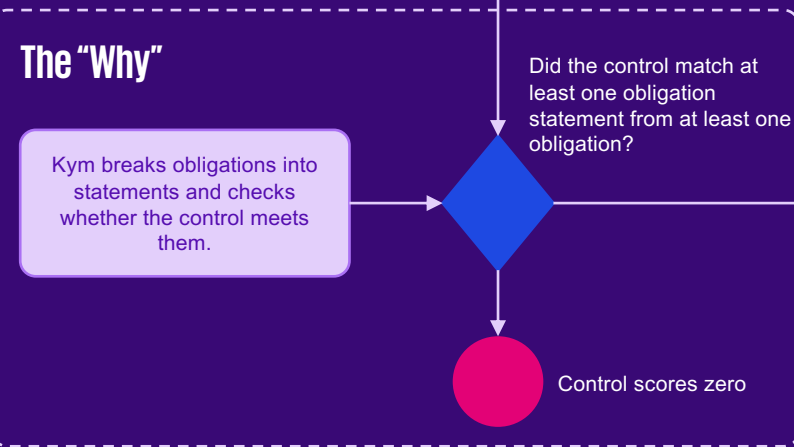 The “Why”
Did the control match at
least one obligation
statement from at least one
obligation?
Kym breaks obligations into
statements and checks
whether the control meets
them.
Control scores zero